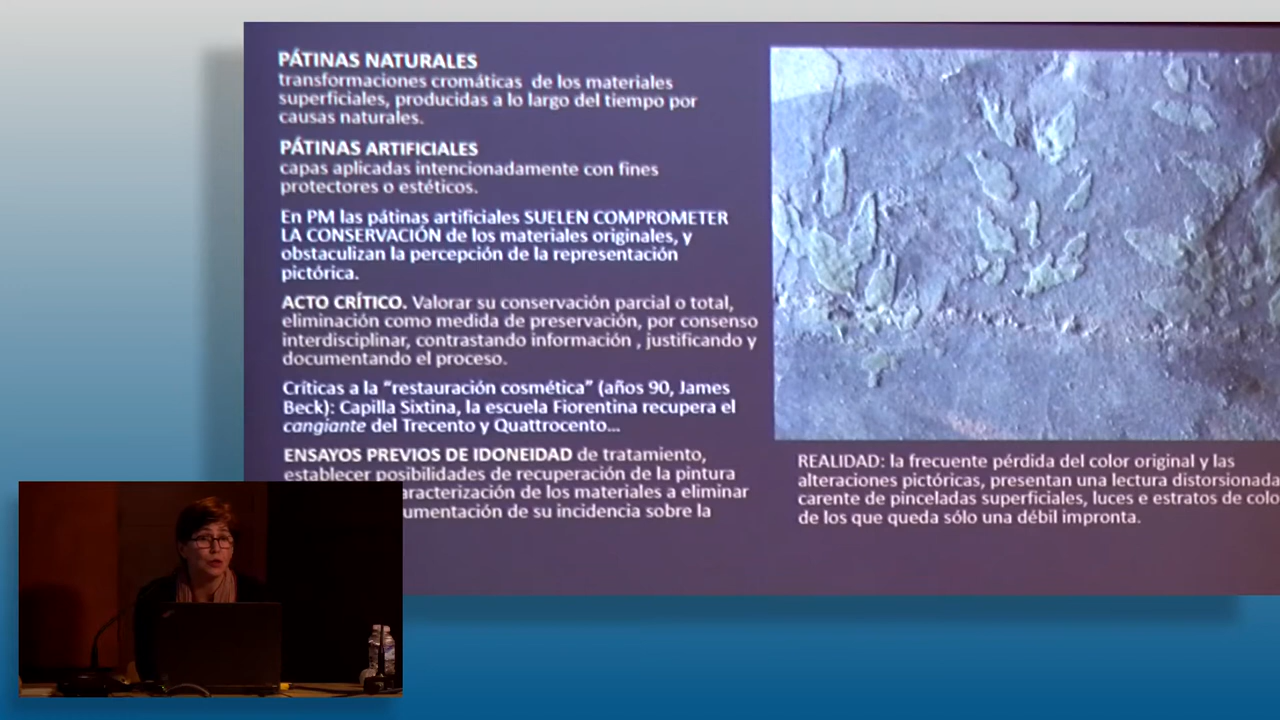 PÁTINAS NATURALES
transformaciones cromáticas de los materiales
superficiales, producidas a lo largo del tiempo por
causas naturales.
PÁTINAS ARTIFICIALES
capas aplicadas intencionadamente con fines
protectores o estéticos.
En PM las pátinas artificiales SUELEN COMPROMETER
LA CONSERVACIÓN de los materiales originales, y
obstaculizan la percepción de la representación
pictórica.
ACTO CRÍTICO. Valorar su conservación parcial o total,
eliminación como medida de preservación, por consenso
interdisciplinar, contrastando información , justificando y
documentando el proceso.
Críticas a la “restauración cosmética” (años 90, James
Beck): Capilla Sixtina, la escuela Fiorentina recupera el
cangiante del Trecento y Quattrocento...
ENSAYOS PREVIOS DE IDONEIDAD de tratamiento,
establecer posibilidades de recuperación de la pintura
aracterización de los materiales a eliminar
umentación de su incidencia sobre la
REALIDAD: la frecuente pérdida del color original y las
alteraciones pictóricas, presentan una lectura distorsionada
carente de pinceladas superficiales, luces e estratos de colo
de los que queda sólo una débil impronta.